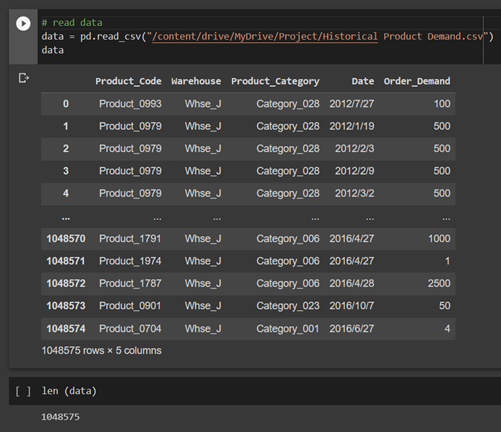 # read data
data = pd.read_csv("/content/drive/MyDrive/Project/Historical Product Demand.csv")
data
Product_Code Warehouse Product_Category Date Order_Demand
0 Product_0993 Whse_J Category_028 2012/7/27 100
1 Product_0979 Whse_J Category_028 2012/1/19 500
2 Product_0979 Whse_J Category_028 2012/2/3 500
3 Product_0979 Whse_J Category_028 2012/2/9 500
4 Product_0979 Whse_J Category_028 2012/3/2 500
... ... ... ... ... ...
1048570 Product_1791 Whse_J Category_006 2016/4/27 1000
1048571 Product_1974 Whse_J Category_006 2016/4/27 1
1048572 Product_1787 Whse_J Category_006 2016/4/28 2500
1048573 Product_0901 Whse_J Category_023 2016/10/7 50
1048574 Product_0704 Whse_J Category_001 2016/6/27 4
1048575 rows × 5 columns
[ ] len (data)
1048575